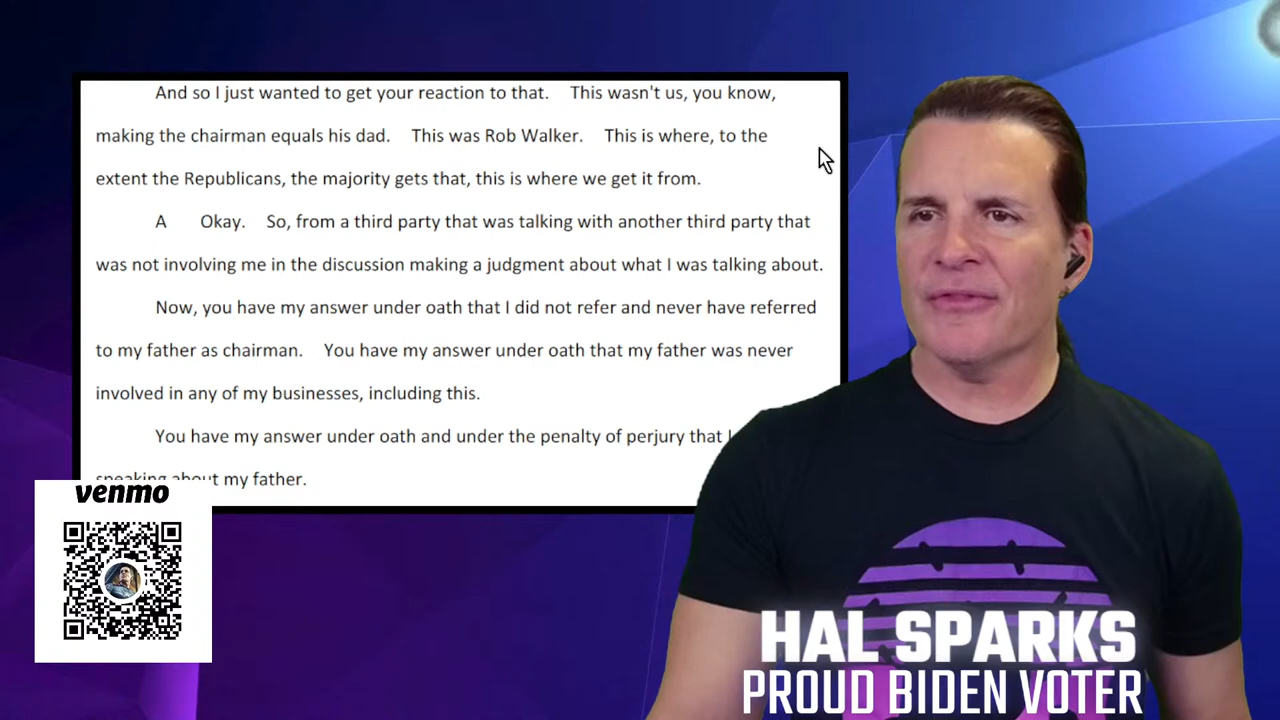 And so I just wanted to get your reaction to that. This wasn't us, you know,
making the chairman equals his dad. This was Rob Walker. This is where, to the
extent the Republicans, the majority gets that, this is where we get it from.
A Okay. So, from a third party that was talking with another third party that
was not involving me in the discussion making a judgment about what I was talking about.
Now, you have my answer under oath that I did not refer and never have referred
to my father as chairman. You have my answer under oath that my father was never
involved in any of my businesses, including this.
You have my answer under oath and under the penalty of perjury that I
speaking about my father.
venmo
HAL SPARKS
PROUD BIDEN VOTER